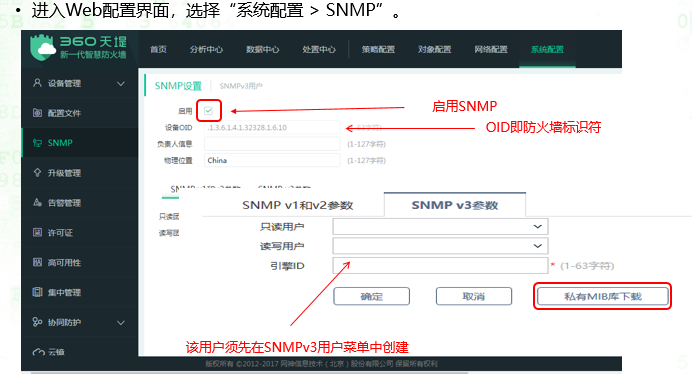 • 进入Web配置界面，选择“系统配置 > SNMP”。
360天堤
新一代智慧防火墙
首页 分析中心 数据中心 处置中心 策略配置 对象配置 网络配置 系统配置
设备管理
配置文件
SNMP
升级管理
告警管理
许可证
高可用性
集中管理
协同防护
云镜
SNMP设置 SNMPv3用户
启用
启用SNMP
设备OID .1.3.6.1.4.1.32328.1.6.10
OID即防火墙标识符
负责人信息 (1-127字符)
物理位置 China (1-127字符)
SNMP v1和v2参数 SNMP v3参数
只读用户
读写用户
引擎ID * (1-63字符)
确定 取消 私有MIB库下载
该用户须先在SNMPv3用户菜单中创建
版权所有 ©2012-2017 网神信息技术（北京）股份有限公司 保留所有权利